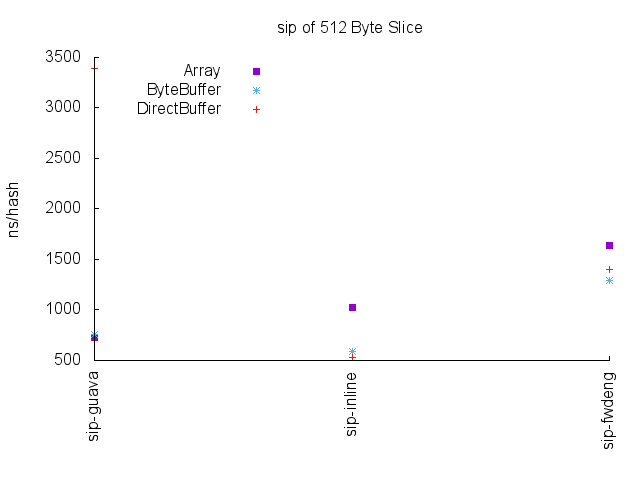 sip of 512 Byte Slice
3500
3000
2500
2000
1500
1000
500
ns/hash
Array
ByteBuffer
DirectBuffer
sip-guava
sip-inline
sip-fwdeng